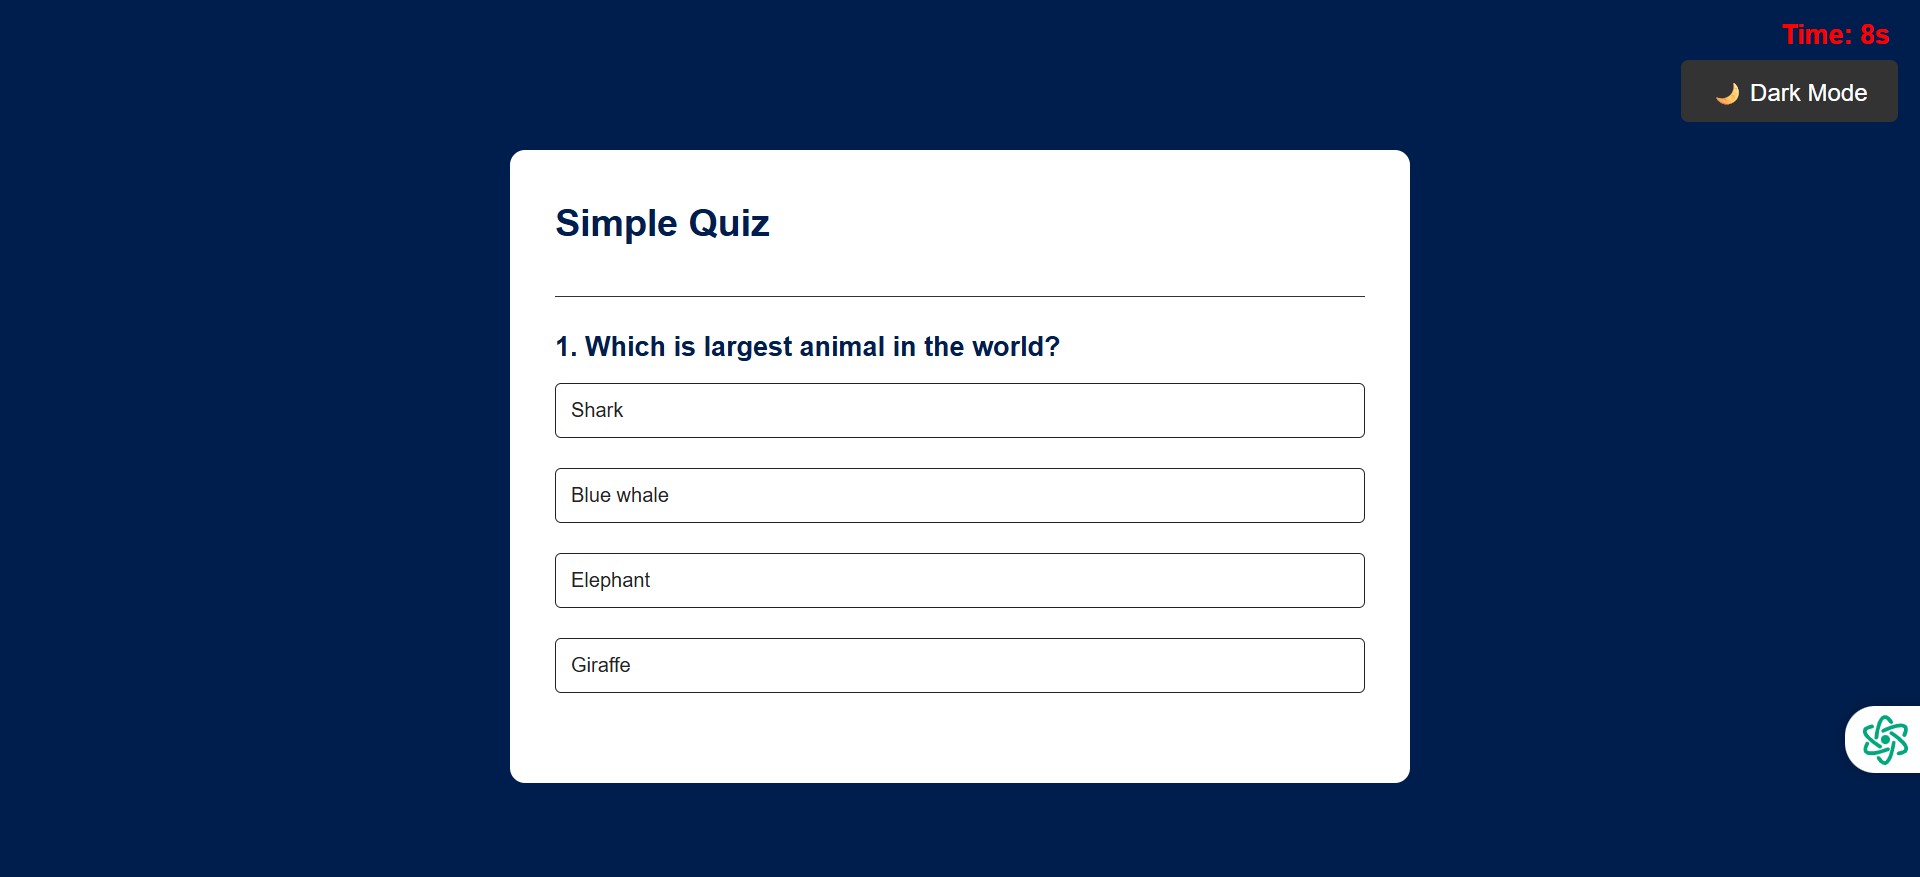 Time: 8s
🌙 Dark Mode
Simple Quiz
1. Which is largest animal in the world?
Shark
Blue whale
Elephant
Giraffe